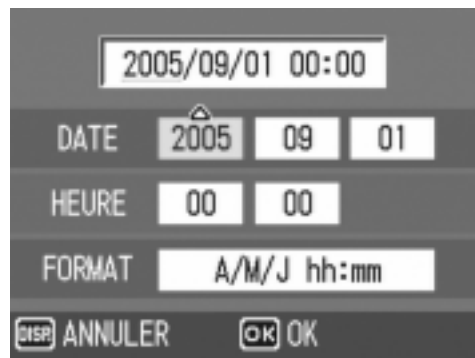 2005/09/01 00:00
DATE 2005 09 01
HEURE 00 00
FORMAT A/M/J hh:mm
DISP. ANNULER OK OK